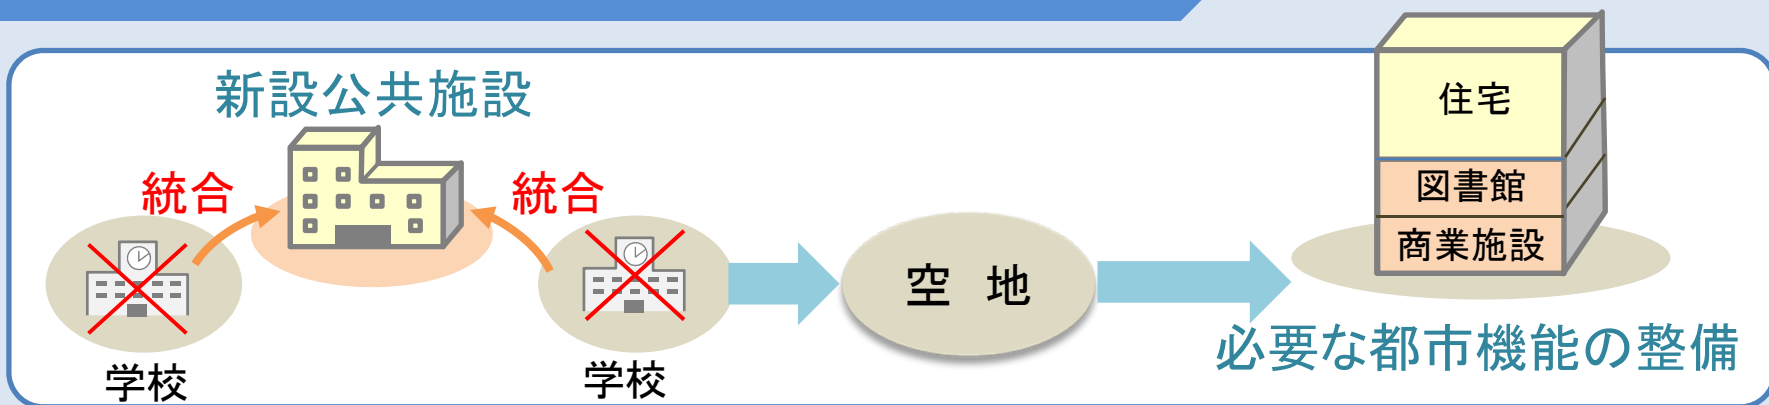 新設公共施設
統合
統合
学校
学校
空 地
住宅
図書館
商業施設
必要な都市機能の整備